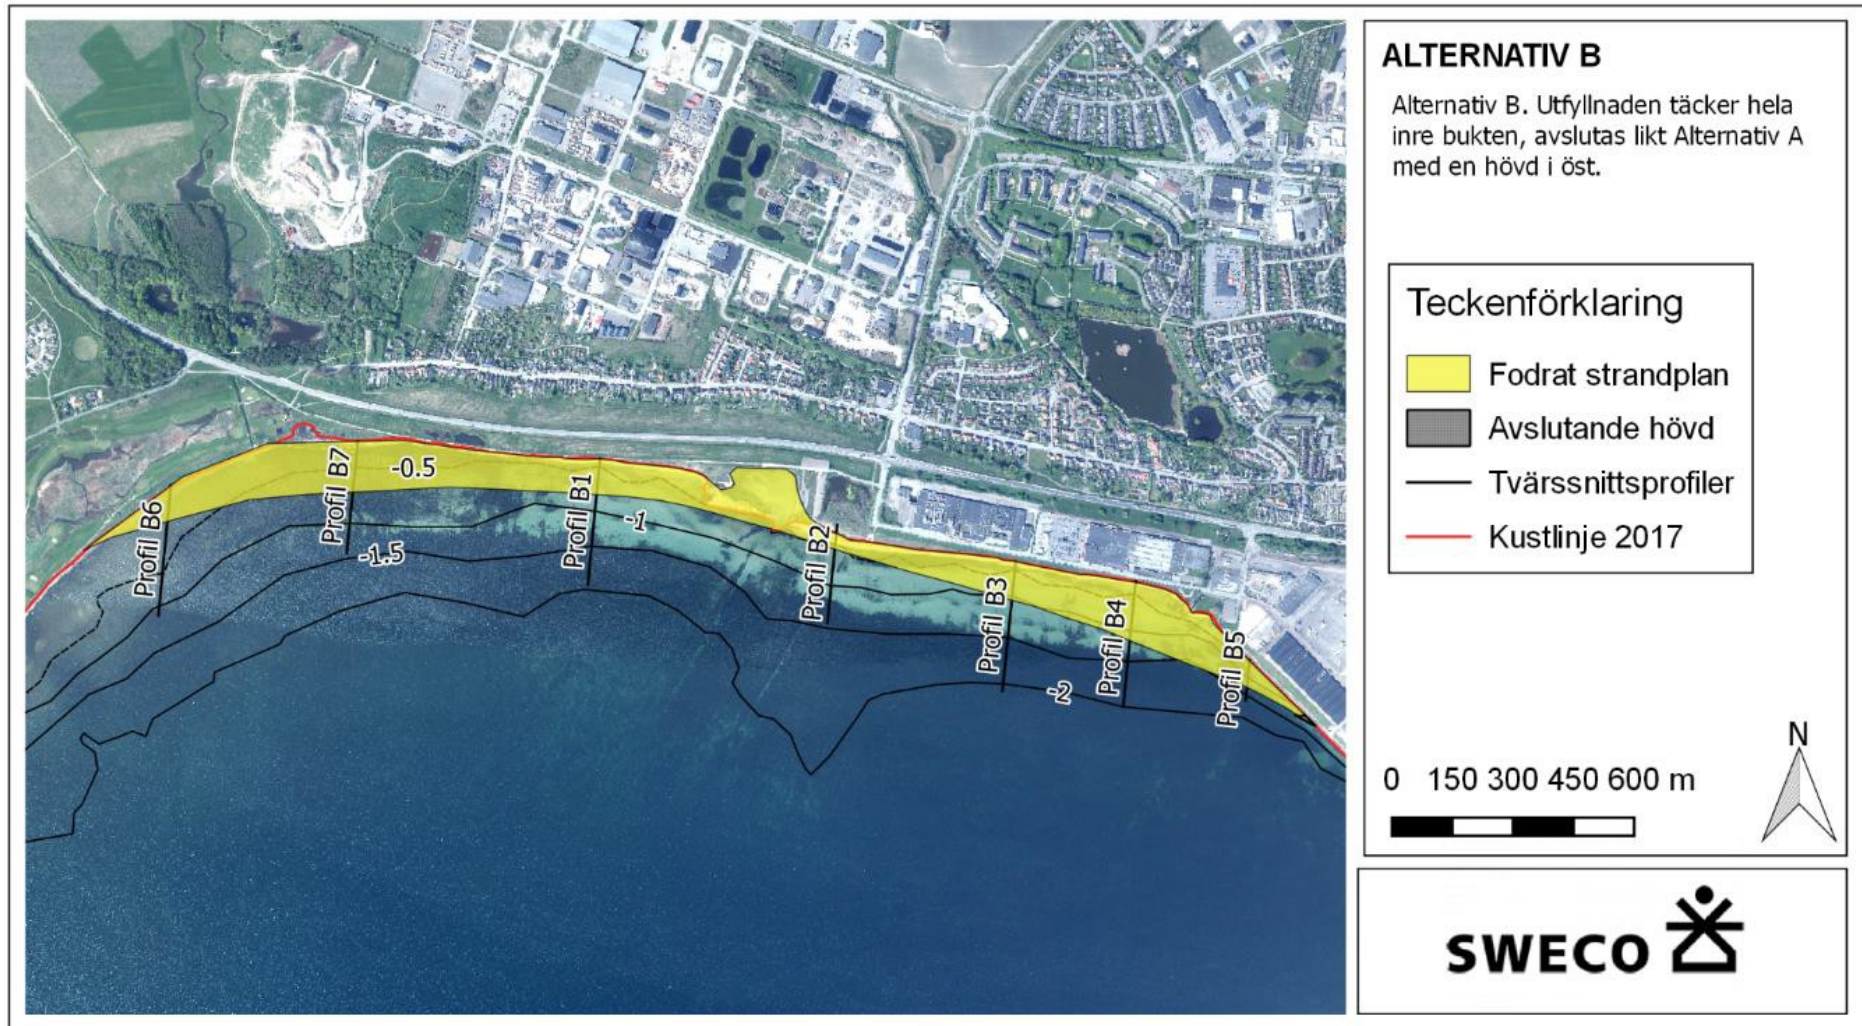 ALTERNATIV B
Alternativ B. Utfyllnaden täcker hela
inre bukten, avslutas likt Alternativ A
med en hövd i öst.
Teckenförklaring
Fodrat strandplan
Avslutande hövd
Tvärssnittsprofiler
Kustlinje 2017
N
0 150 300 450 600 m
SWECO
Profil B6
Profil B7
-0.5
-1.5
Profil B1
-1
Profil B2
Profil B3
-2
Profil B4
Profil B5